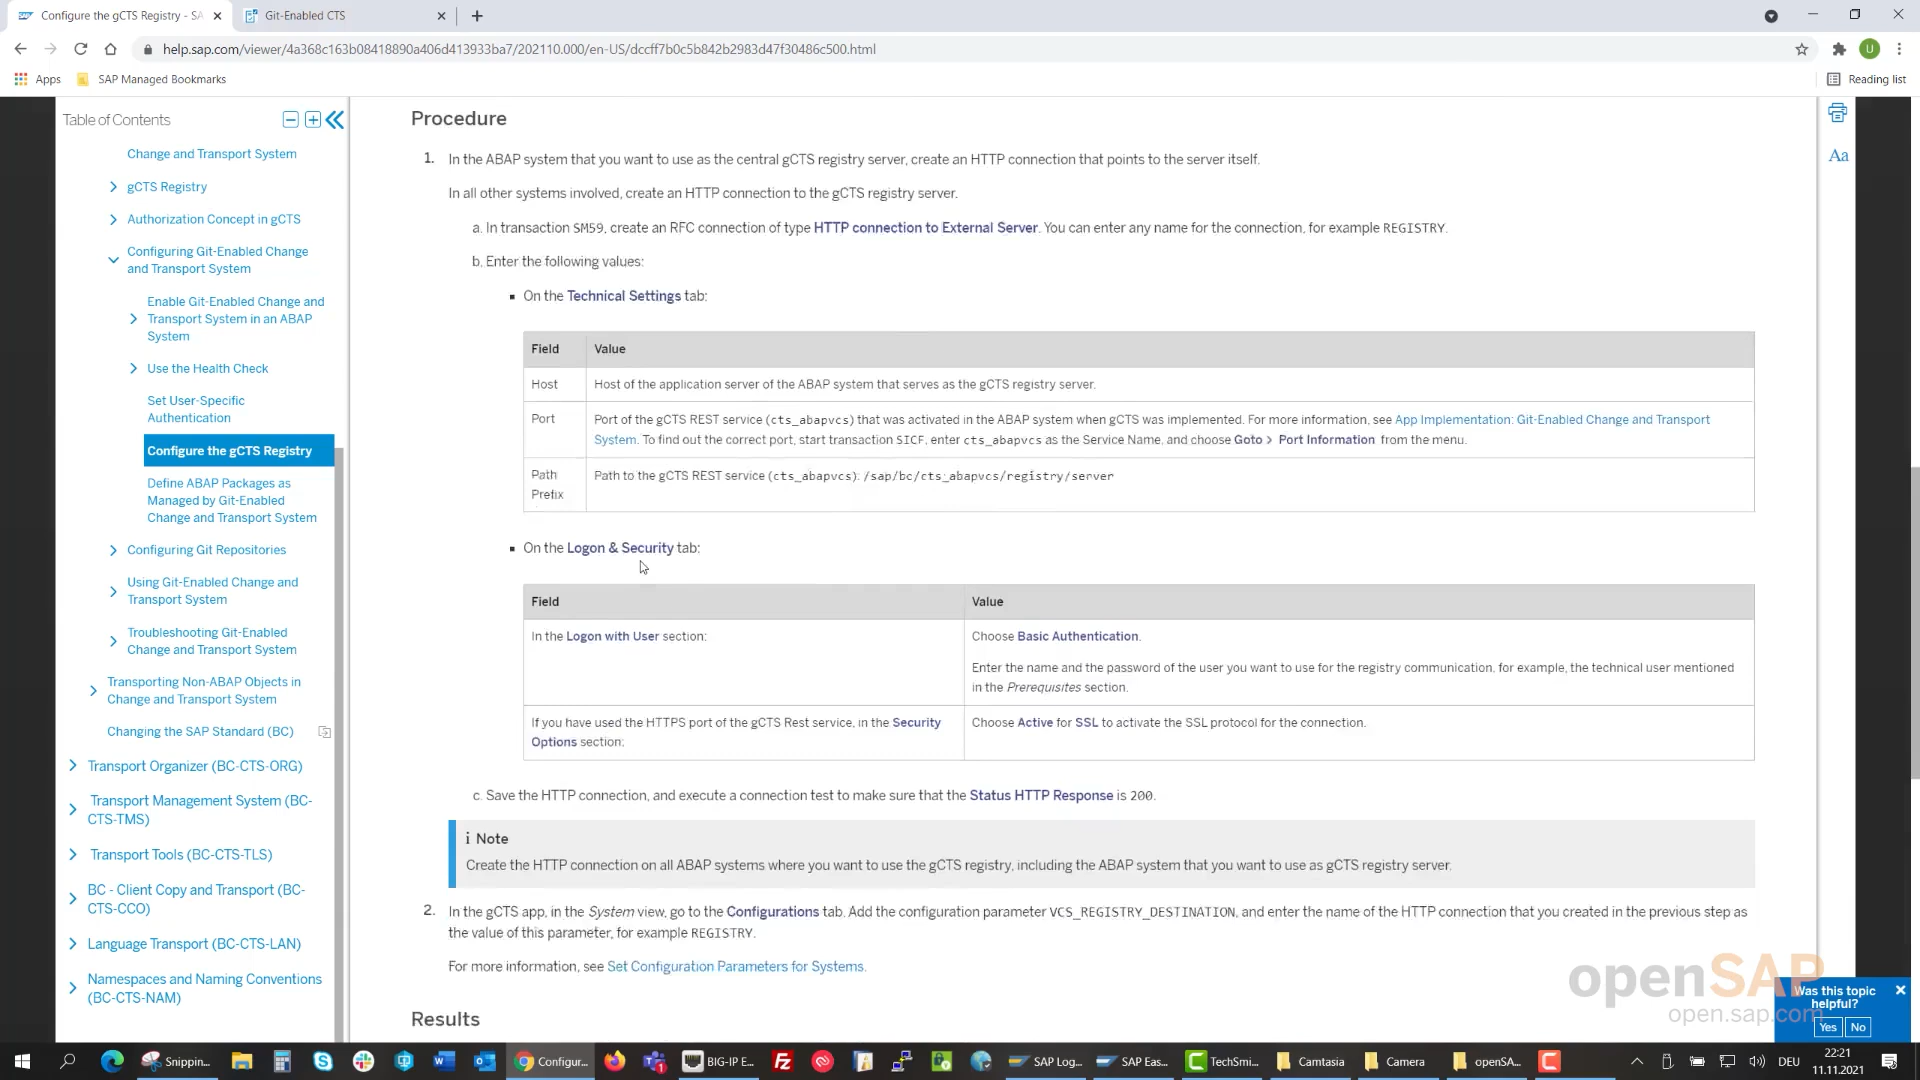 Configure the gCTS Registry - SA
Git-Enabled CTS
help.sap.com/viewer/4a368c163b08418890a406d413933ba7/202110.000/en-US/dccff7b0c5b842b2983d47f30486c500.html
U
Apps
SAP Managed Bookmarks
Reading list
Table of Contents
Change and Transport System
gCTS Registry
Authorization Concept in gCTS
Configuring Git-Enabled Change
and Transport System
Enable Git-Enabled Change and
Transport System in an ABAP
System
Use the Health Check
Set User-Specific
Authentication
Configure the gCTS Registry
Define ABAP Packages as
Managed by Git-Enabled
Change and Transport System
Configuring Git Repositories
Using Git-Enabled Change and
Transport System
Troubleshooting Git-Enabled
Change and Transport System
Transporting Non-ABAP Objects in
Change and Transport System
Changing the SAP Standard (BC)
Transport Organizer (BC-CTS-ORG)
Transport Management System (BC-
CTS-TMS)
Transport Tools (BC-CTS-TLS)
BC - Client Copy and Transport (BC-
CTS-CCO)
Language Transport (BC-CTS-LAN)
Namespaces and Naming Conventions
(BC-CTS-NAM)
Procedure
1. In the ABAP system that you want to use as the central gCTS registry server, create an HTTP connection that points to the server itself.
In all other systems involved, create an HTTP connection to the gCTS registry server.
a. In transaction SM59, create an RFC connection of type HTTP connection to External Server. You can enter any name for the connection, for example REGISTRY.
b. Enter the following values:
▪ On the Technical Settings tab:
Field Value
Host Host of the application server of the ABAP system that serves as the gCTS registry server.
Port Port of the gCTS REST service (cts_abapvcs) that was activated in the ABAP system when gCTS was implemented. For more information, see App Implementation: Git-Enabled Change and Transport
System. To find out the correct port, start transaction SICF, enter cts_abapvcs as the Service Name, and choose Goto > Port Information from the menu.
Path Prefix Path to the gCTS REST service (cts_abapvcs): /sap/bc/cts_abapvcs/registry/server
▪ On the Logon & Security tab:
Field Value
In the Logon with User section: Choose Basic Authentication.
Enter the name and the password of the user you want to use for the registry communication, for example, the technical user mentioned
in the Prerequisites section.
If you have used the HTTPS port of the gCTS Rest service, in the Security
Options section: Choose Active for SSL to activate the SSL protocol for the connection.
c. Save the HTTP connection, and execute a connection test to make sure that the Status HTTP Response is 200.
i Note
Create the HTTP connection on all ABAP systems where you want to use the gCTS registry, including the ABAP system that you want to use as gCTS registry server.
2. In the gCTS app, in the System view, go to the Configurations tab. Add the configuration parameter VCS_REGISTRY_DESTINATION, and enter the name of the HTTP connection that you created in the previous step as
the value of this parameter, for example REGISTRY.
For more information, see Set Configuration Parameters for Systems.
Results
Aa
openSAP
open.sap.com
Was this topic
helpful?
Yes No
Snippin...
Configur...
BIG-IP E...
SAP Log...
SAP Eas...
TechSmi...
Camtasia
Camera
openSA...
DEU
22:21
11.11.2021